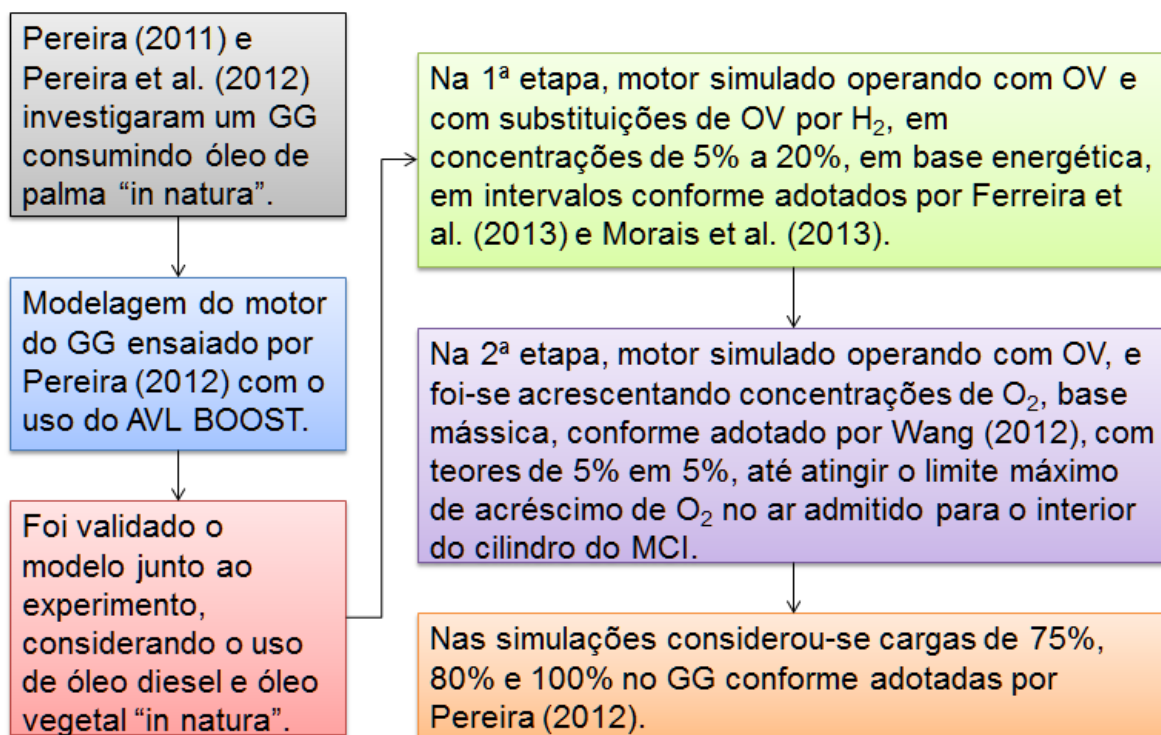 Pereira (2011) e
Pereira et al. (2012)
investigaram um GG
consumindo óleo de
palma “in natura”.
Modelagem do motor
do GG ensaiado por
Pereira (2012) com o
uso do AVL BOOST.
Foi validado o
modelo junto ao
experimento,
considerando o uso
de óleo diesel e óleo
vegetal “in natura”.
Na 1ª etapa, motor simulado operando com OV e
com substituições de OV por H₂, em
concentrações de 5% a 20%, em base energética,
em intervalos conforme adotados por Ferreira et
al. (2013) e Morais et al. (2013).
Na 2ª etapa, motor simulado operando com OV, e
foi-se acrescentando concentrações de O₂, base
mássica, conforme adotado por Wang (2012), com
teores de 5% em 5%, até atingir o limite máximo
de acréscimo de O₂ no ar admitido para o interior
do cilindro do MCI.
Nas simulações considerou-se cargas de 75%,
80% e 100% no GG conforme adotadas por
Pereira (2012).